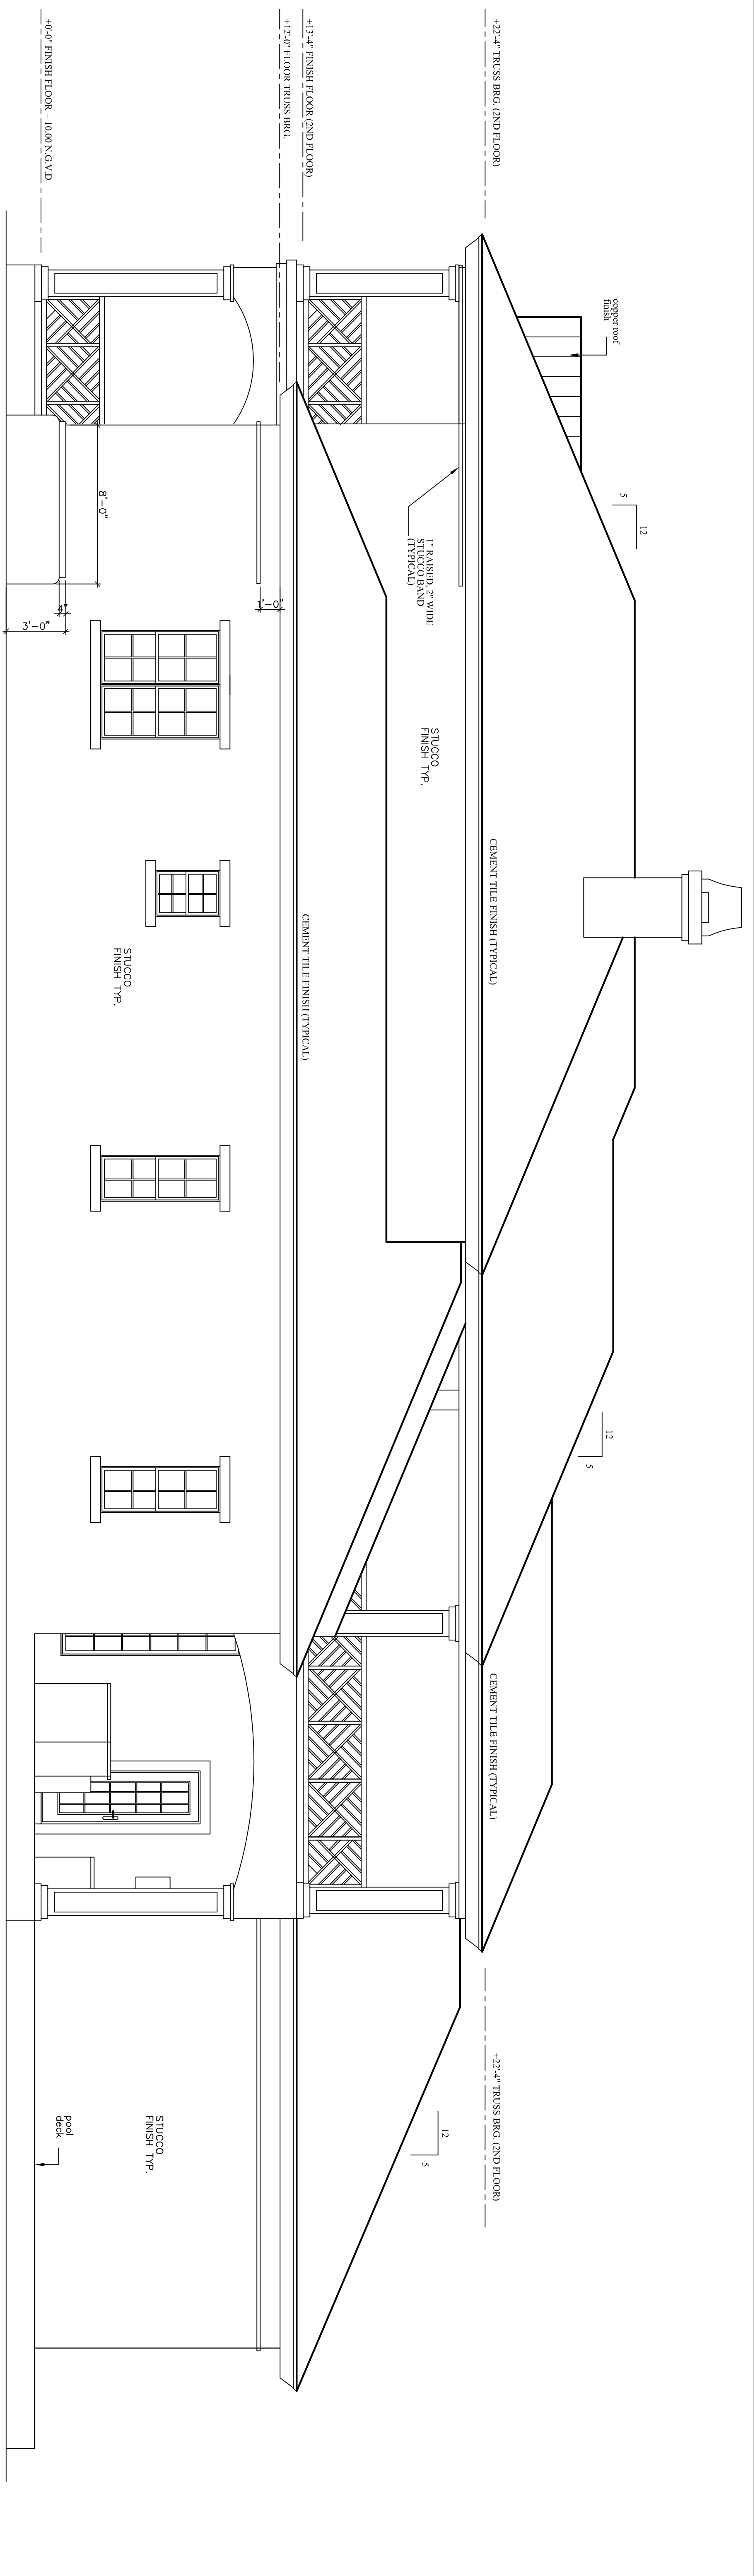 +22'-4" TRUSS BRG. (2ND FLOOR)
+13'-4" FINISH FLOOR (2ND FLOOR)
+12'-0" FLOOR TRUSS BRG.
+0'-0" FINISH FLOOR = 10.00 N.G.V.D
copper roof
finish
12
5
1" RAISED, 2" WIDE
STUCCO BAND
(TYPICAL)
8'-0"
1'-0"
4"
3'-0"
STUCCO
FINISH TYP.
CEMENT TILE FINISH (TYPICAL)
CEMENT TILE FINISH (TYPICAL)
STUCCO
FINISH TYP.
12
5
CEMENT TILE FINISH (TYPICAL)
+22'-4" TRUSS BRG. (2ND FLOOR)
12
5
STUCCO
FINISH TYP.
pool
deck